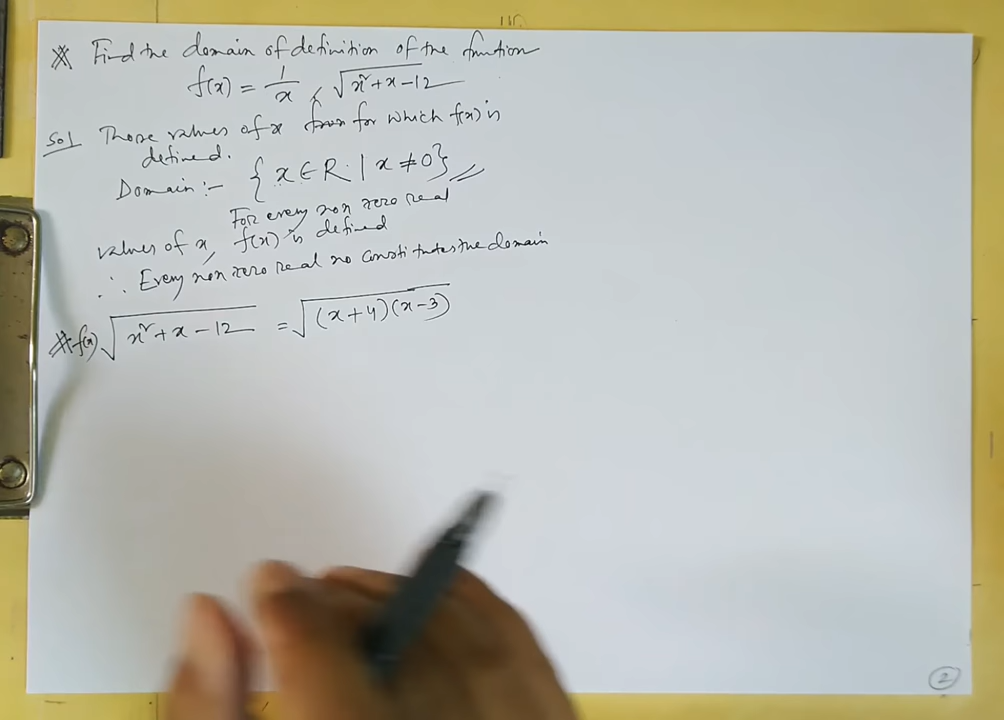 * Find the domain of definition of the function
f(x) = 1/x , √(x²+x-12)
Sol Those values of x for which f(x) is
defined.
Domain :- {x ∈ R | x ≠ 0}
For every non zero real
values of x, f(x) is defined
∴ Every non zero real no constitutes the domain
# f(x) √(x²+x-12) = √((x+4)(x-3))
2